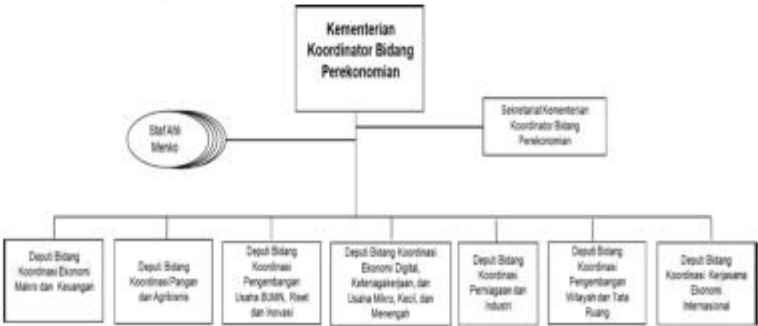 Kementerian
Koordinator Bidang
Perekonomian
Staf Ahli
Menko
Sekretariat Kementerian
Koordinator Bidang
Perekonomian
Deputi Bidang
Koordinasi Ekonomi
Makro dan Keuangan
Deputi Bidang
Koordinasi Pangan
dan Agribisnis
Deputi Bidang
Koordinasi
Pengembangan
Usaha BUMN, Riset
dan Inovasi
Deputi Bidang Koordinasi
Ekonomi Digital,
Ketenagakerjaan, dan
Usaha Mikro, Kecil, dan
Menengah
Deputi Bidang
Koordinasi
Perniagaan dan
Industri
Deputi Bidang
Koordinasi
Pengembangan
Wilayah dan Tata
Ruang
Deputi Bidang
Koordinasi Kerjasama
Ekonomi
Internasional